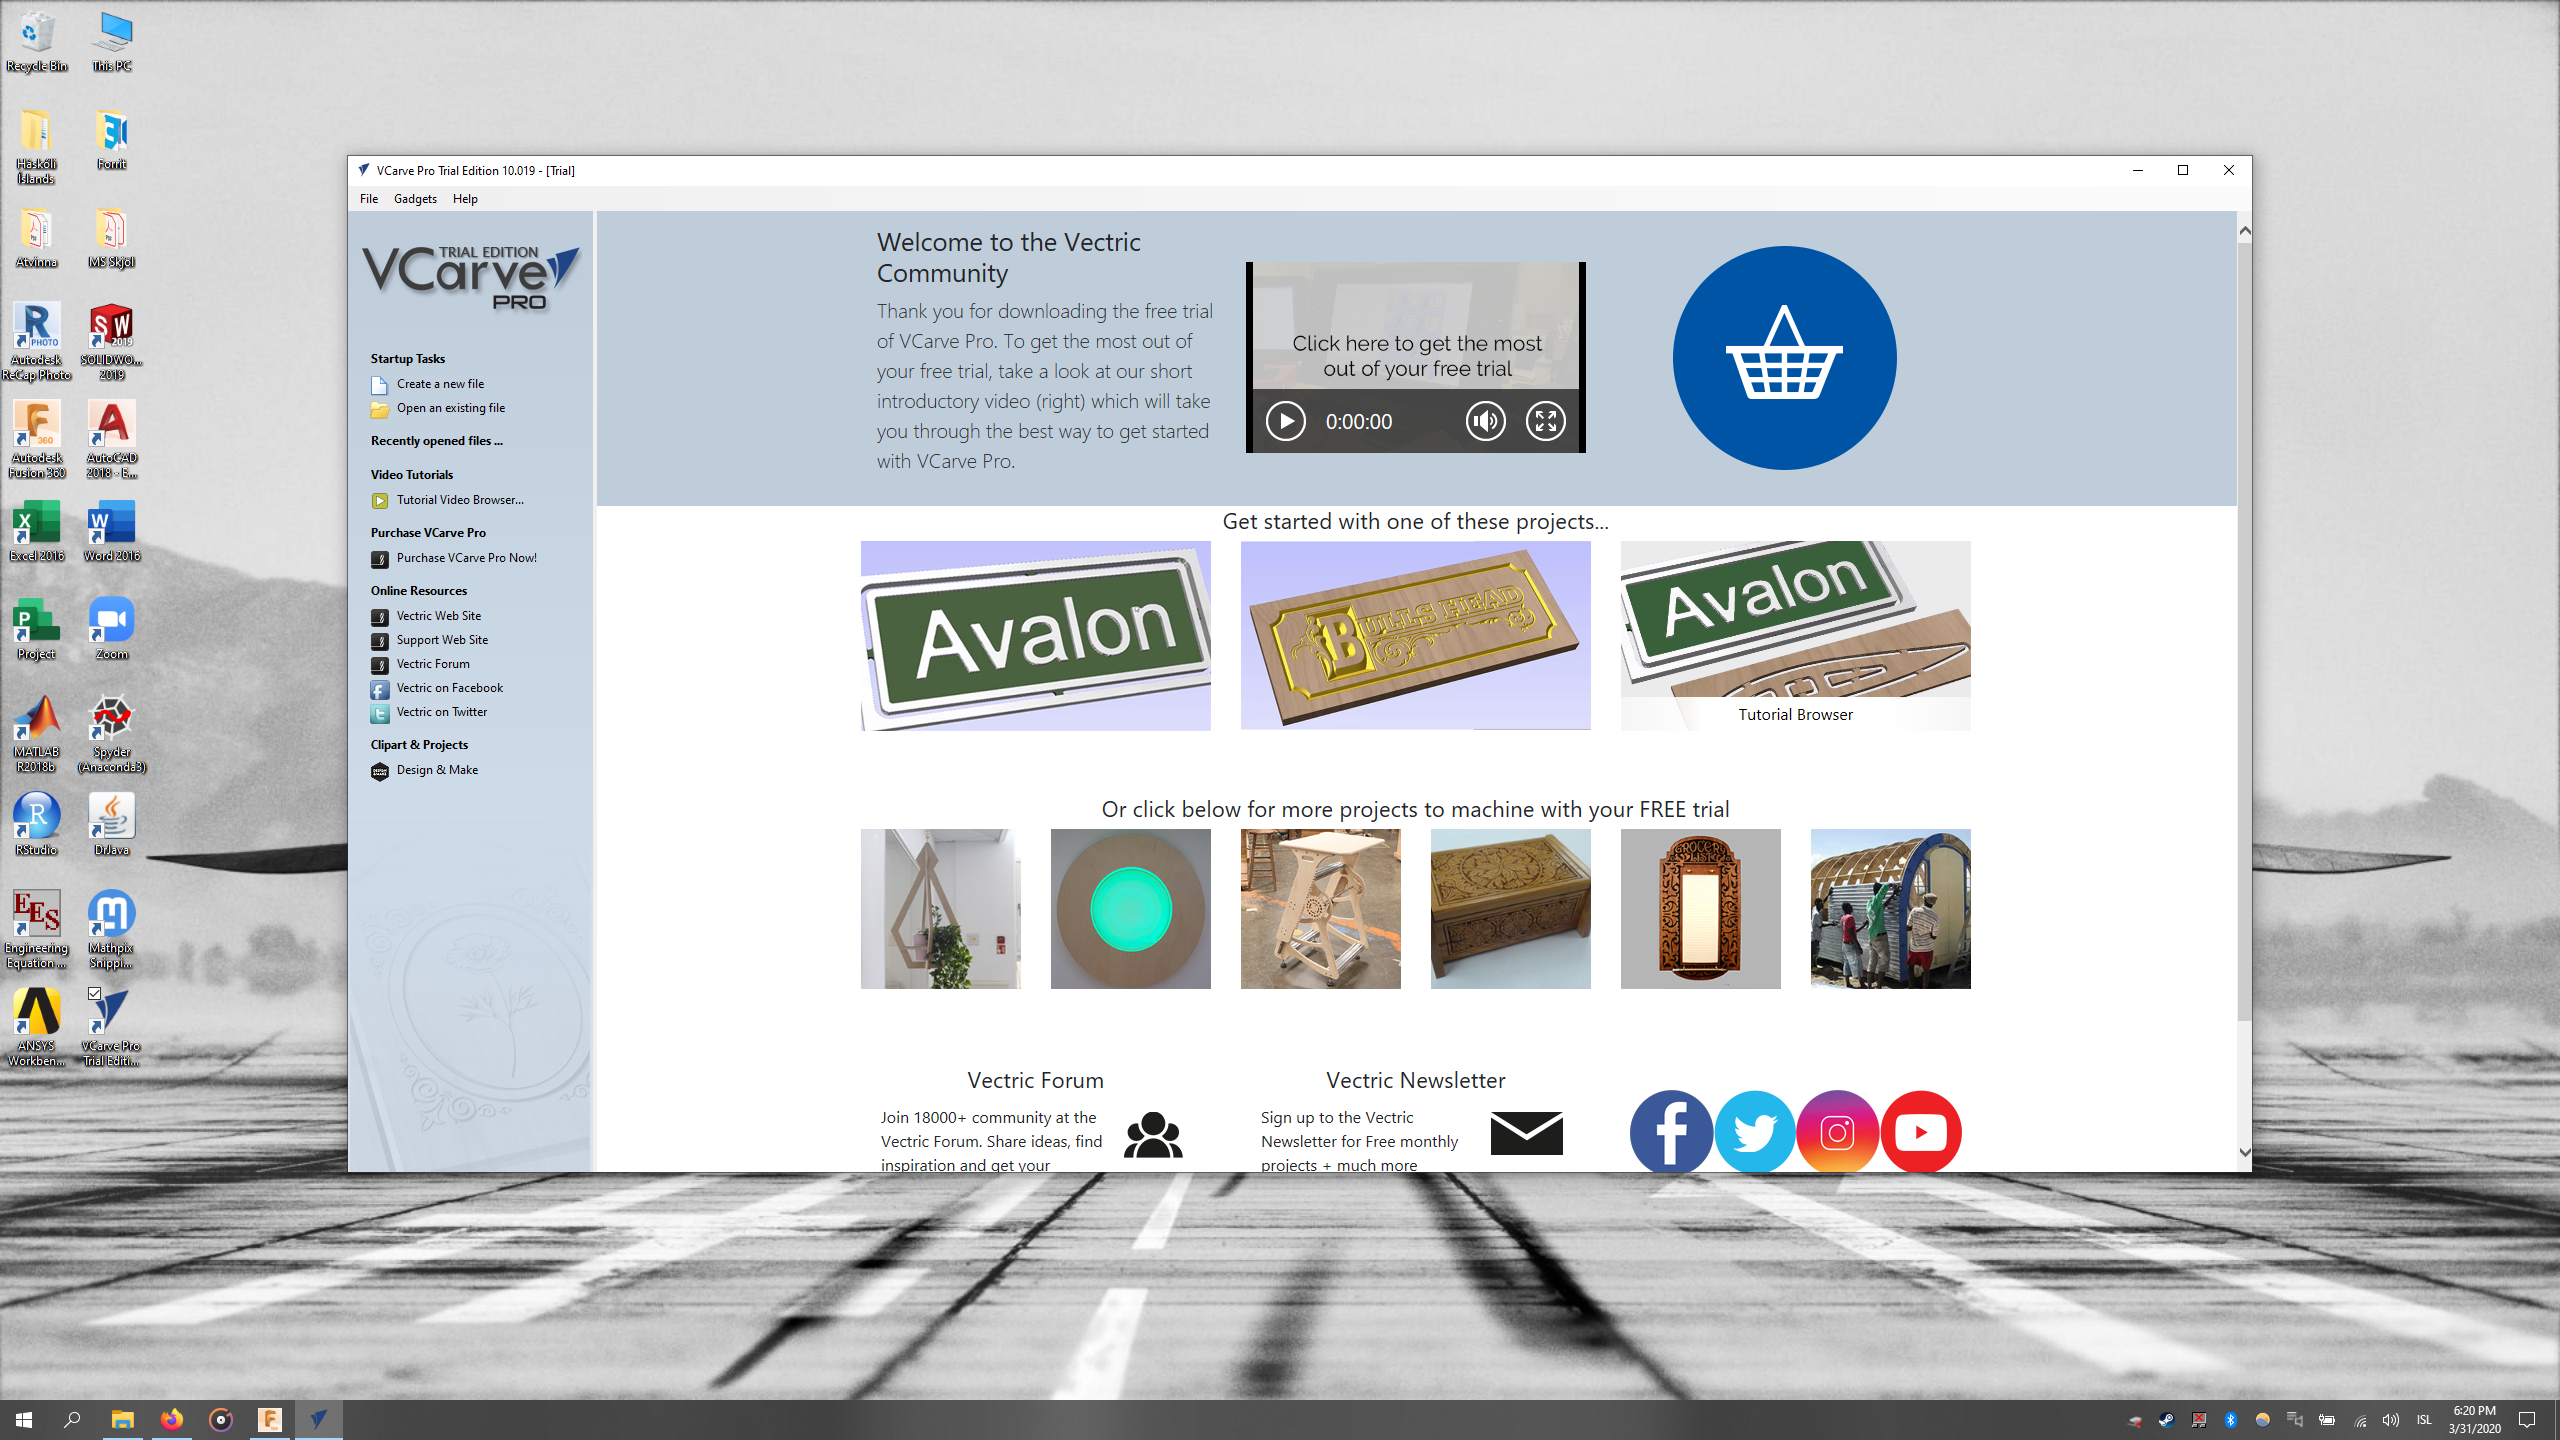 Recycle Bin
This PC
Háskóli Íslands
Forrit
Atvinna
MS Skjöl
Autodesk ReCap Photo
SOLIDWO... 2019
Autodesk Fusion 360
AutoCAD 2018 - E...
Excel 2016
Word 2016
Project
Zoom
MATLAB R2018b
Spyder (Anaconda3)
RStudio
DrJava
Engineering Equation ...
Mathpix Snippi...
ANSYS Workben...
VCarve Pro Trial Editi...
VCarve Pro Trial Edition 10.019 - [Trial]
File Gadgets Help
TRIAL EDITION
VCarve
PRO
Startup Tasks
Create a new file
Open an existing file
Recently opened files ...
Video Tutorials
Tutorial Video Browser...
Purchase VCarve Pro
Purchase VCarve Pro Now!
Online Resources
Vectric Web Site
Support Web Site
Vectric Forum
Vectric on Facebook
Vectric on Twitter
Clipart & Projects
Design & Make
Welcome to the Vectric
Community
Thank you for downloading the free trial
of VCarve Pro. To get the most out of
your free trial, take a look at our short
introductory video (right) which will take
you through the best way to get started
with VCarve Pro.
Click here to get the most
out of your free trial
0:00:00
Get started with one of these projects...
Avalon
BULLS HEAD
Avalon
Tutorial Browser
Or click below for more projects to machine with your FREE trial
GROCERY
LIST
Vectric Forum
Join 18000+ community at the
Vectric Forum. Share ideas, find
inspiration and get your
Vectric Newsletter
Sign up to the Vectric
Newsletter for Free monthly
projects + much more
ISL
6:20 PM
3/31/2020